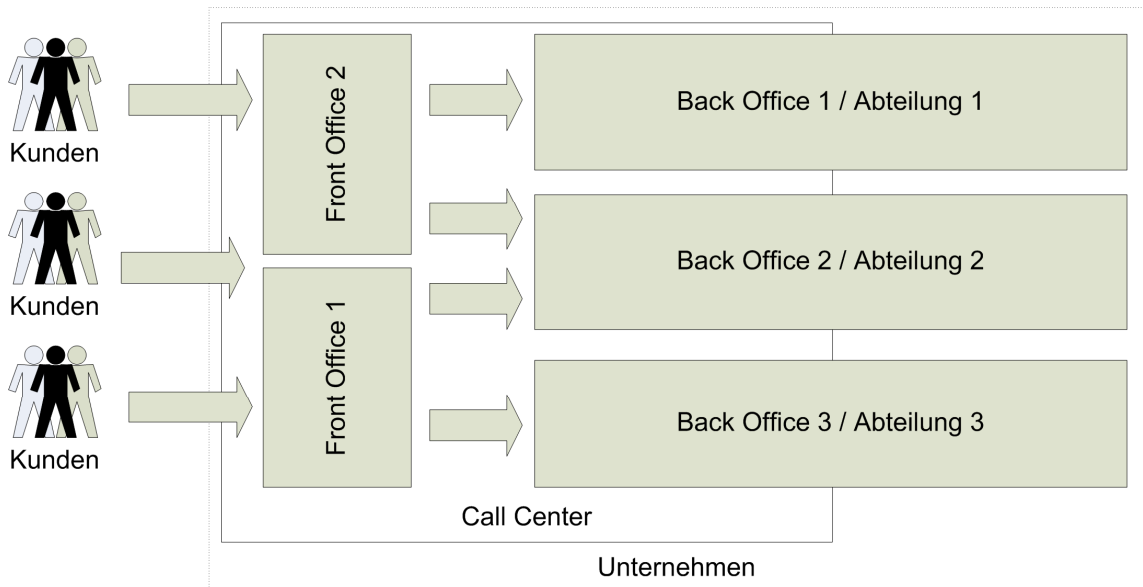 Kunden
Kunden
Kunden
Front Office 2
Front Office 1
Back Office 1 / Abteilung 1
Back Office 2 / Abteilung 2
Back Office 3 / Abteilung 3
Call Center
Unternehmen